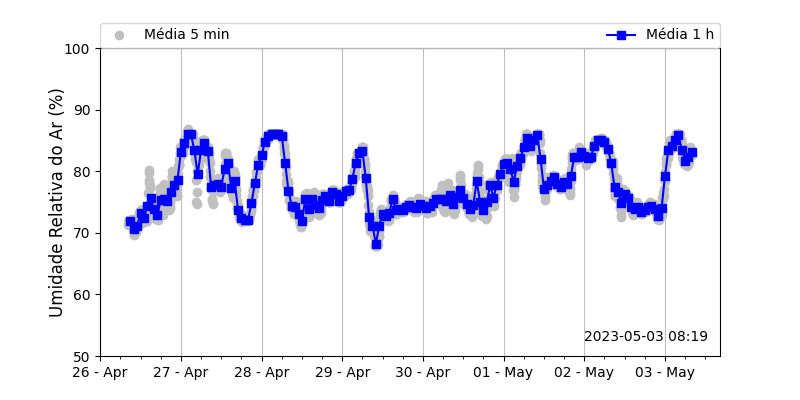 Média 5 min
Média 1 h
100
90
80
70
60
50
Umidade Relativa do Ar (%)
2023-05-03 08:19
26 - Apr
27 - Apr
28 - Apr
29 - Apr
30 - Apr
01 - May
02 - May
03 - May